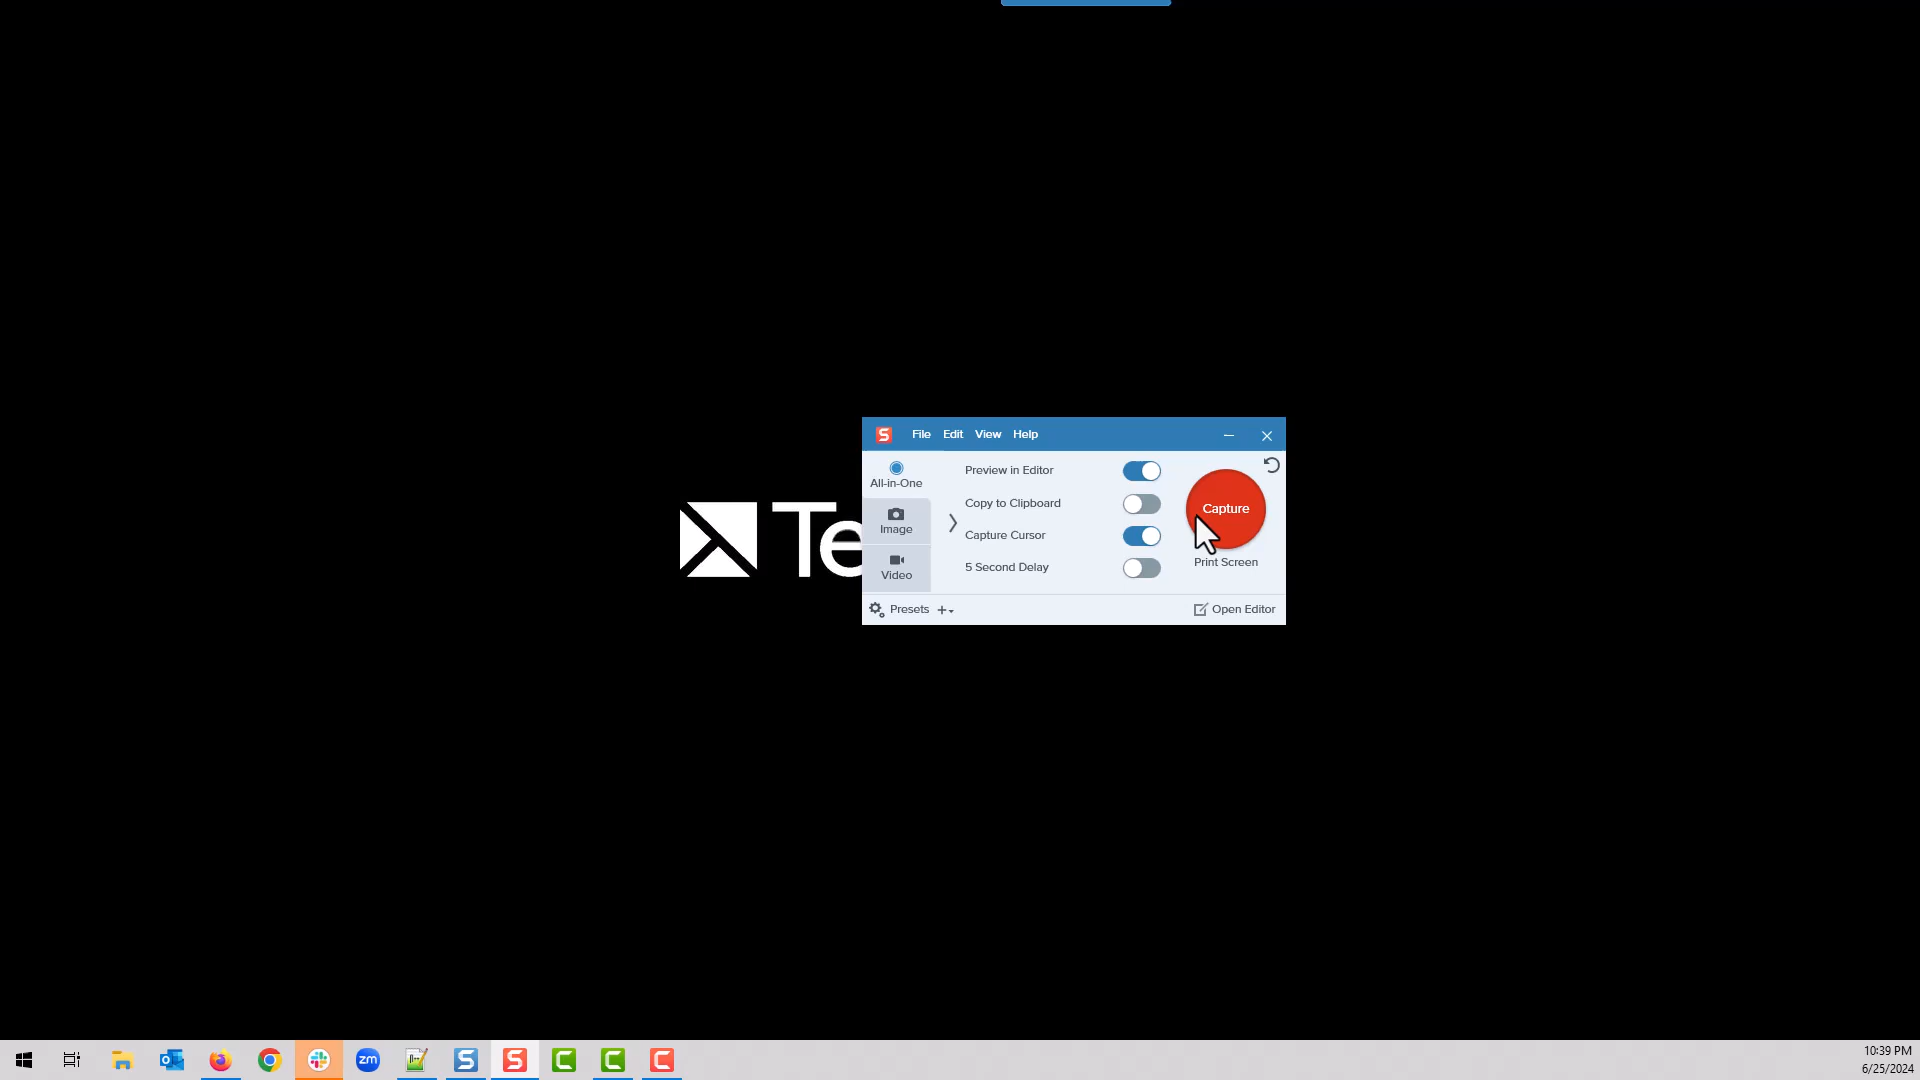 File Edit View Help
All-in-One
Image
Video
Preview in Editor
Copy to Clipboard
Capture Cursor
5 Second Delay
Capture
Print Screen
Presets
Open Editor
Te
zm
10:39 PM
6/25/2024